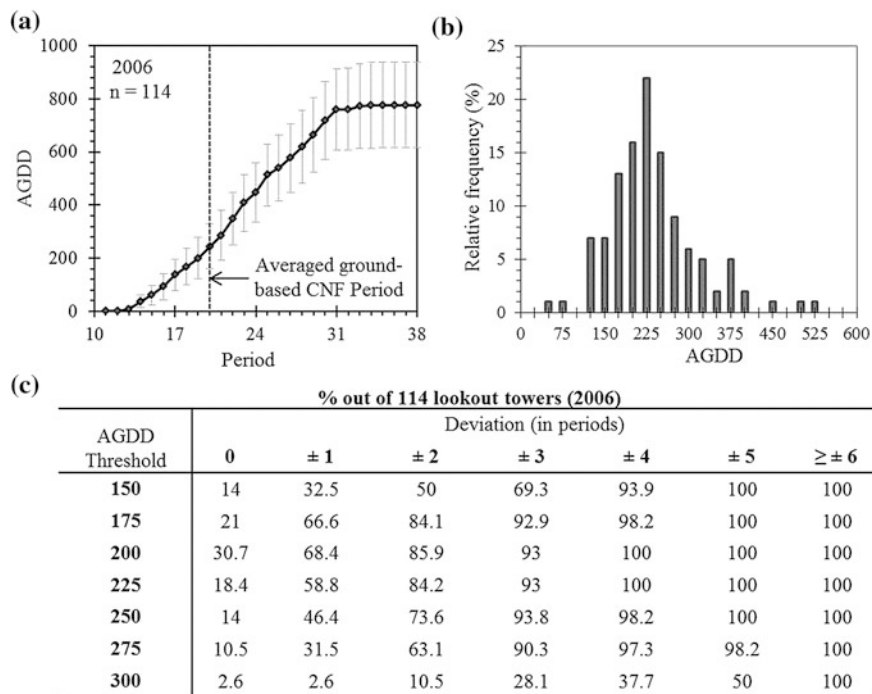 (a)
1000
800
600
400
200
0
AGDD
2006
n = 114
Averaged ground-
based CNF Period
10 17 24 31 38
Period
(b)
25
20
15
10
5
0
Relative frequency (%)
0 75 150 225 300 375 450 525 600
AGDD
(c)
% out of 114 lookout towers (2006)
AGDD
Threshold
Deviation (in periods)
0 ± 1 ± 2 ± 3 ± 4 ± 5 ≥ ± 6
150 14 32.5 50 69.3 93.9 100 100
175 21 66.6 84.1 92.9 98.2 100 100
200 30.7 68.4 85.9 93 100 100 100
225 18.4 58.8 84.2 93 100 100 100
250 14 46.4 73.6 93.8 98.2 100 100
275 10.5 31.5 63.1 90.3 97.3 98.2 100
300 2.6 2.6 10.5 28.1 37.7 50 100